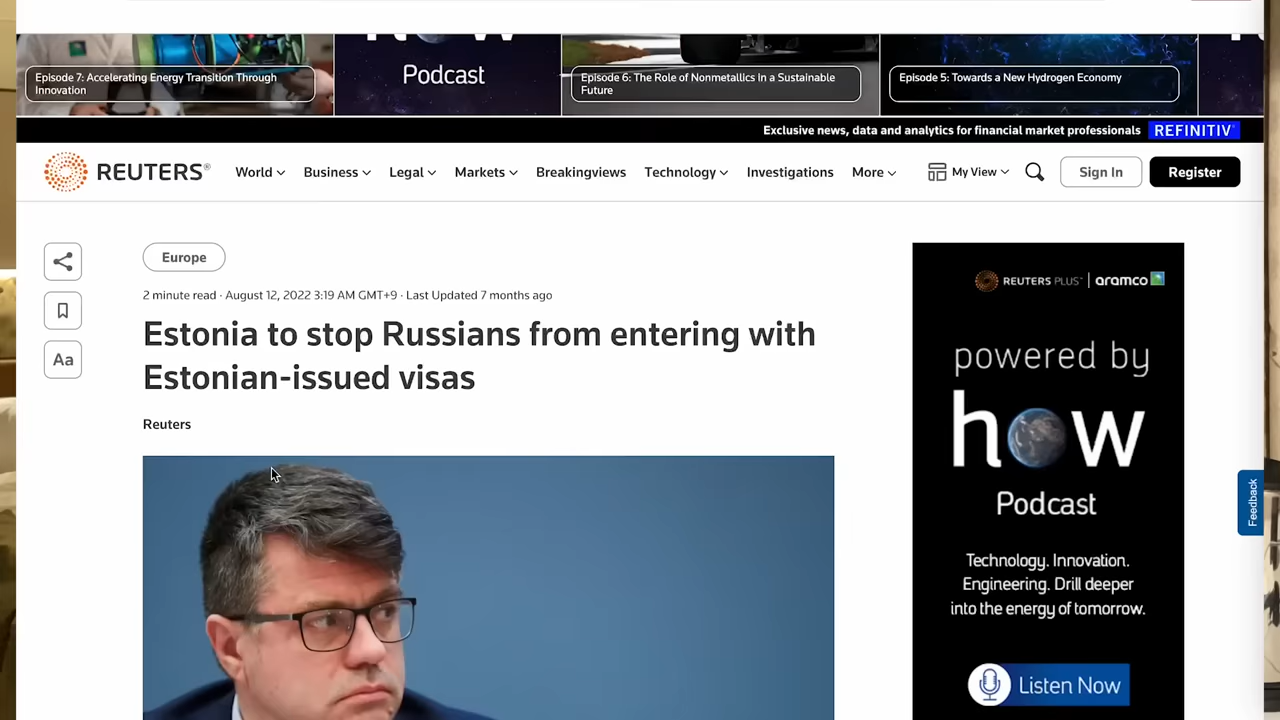 Episode 7: Accelerating Energy Transition Through
Innovation
Podcast
Episode 6: The Role of Nonmetallics in a Sustainable
Future
Episode 5: Towards a New Hydrogen Economy
Exclusive news, data and analytics for financial market professionals REFINITIV
REUTERS® World Business Legal Markets Breakingviews Technology Investigations More My View Sign In Register
Europe
2 minute read · August 12, 2022 3:19 AM GMT+9 · Last Updated 7 months ago
Estonia to stop Russians from entering with
Estonian-issued visas
Aa
Reuters
REUTERS PLUS aramco
powered by
how
Podcast
Technology. Innovation.
Engineering. Drill deeper
into the energy of tomorrow.
Listen Now
Feedback